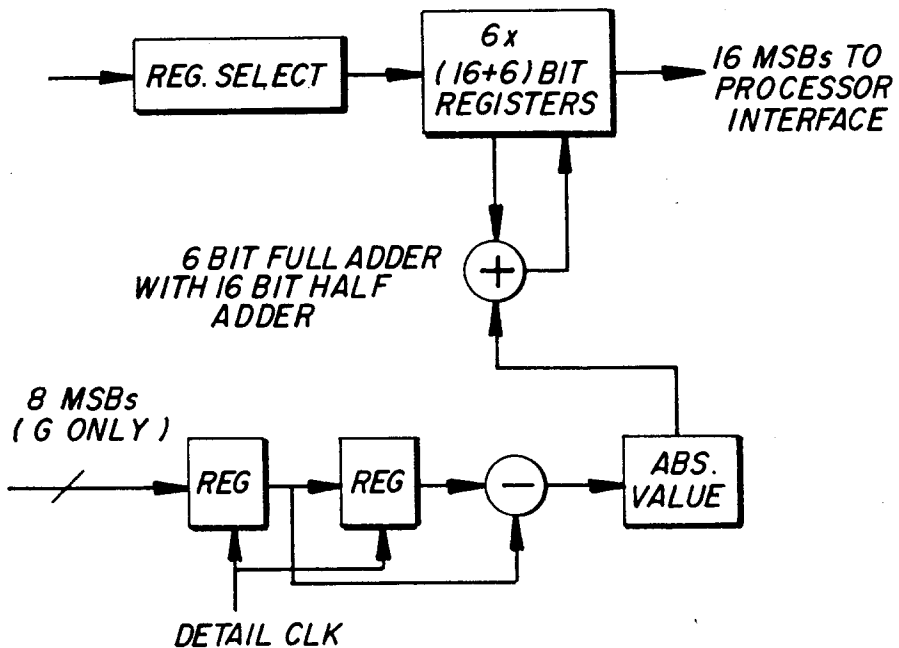 REG. SELECT
6x
(16+6) BIT
REGISTERS
16 MSBs TO
PROCESSOR
INTERFACE
6 BIT FULL ADDER
WITH 16 BIT HALF
ADDER
+
8 MSBs
(G ONLY)
REG
REG
−
ABS.
VALUE
DETAIL CLK